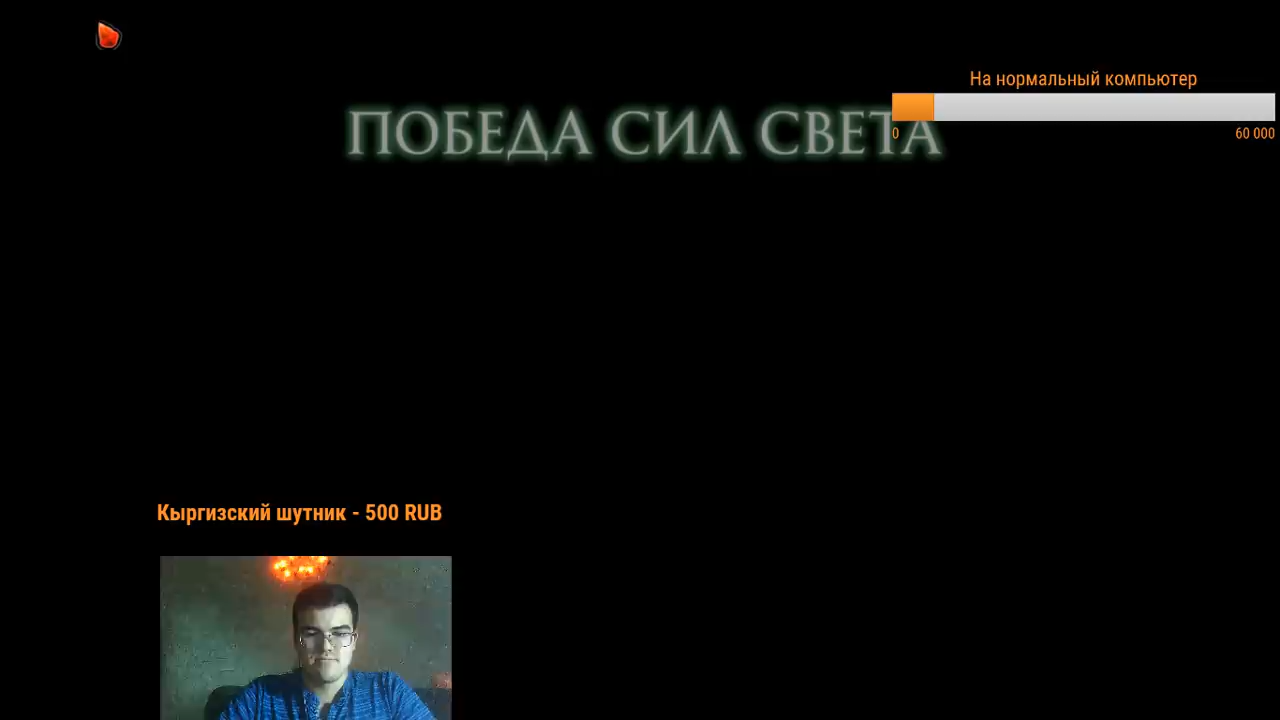 На нормальный компьютер
ПОБЕДА СИЛ СВЕТА
0
60 000
Кыргизский шутник - 500 RUB